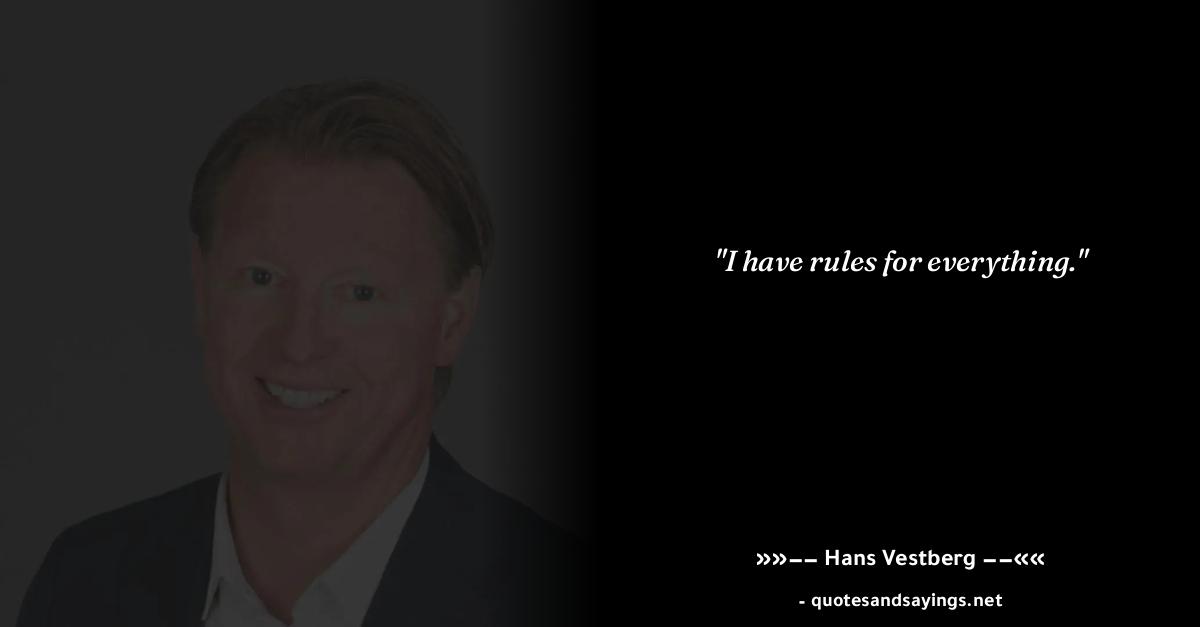 "I have rules for everything."
»»–– Hans Vestberg ––««
- quotesandsayings.net